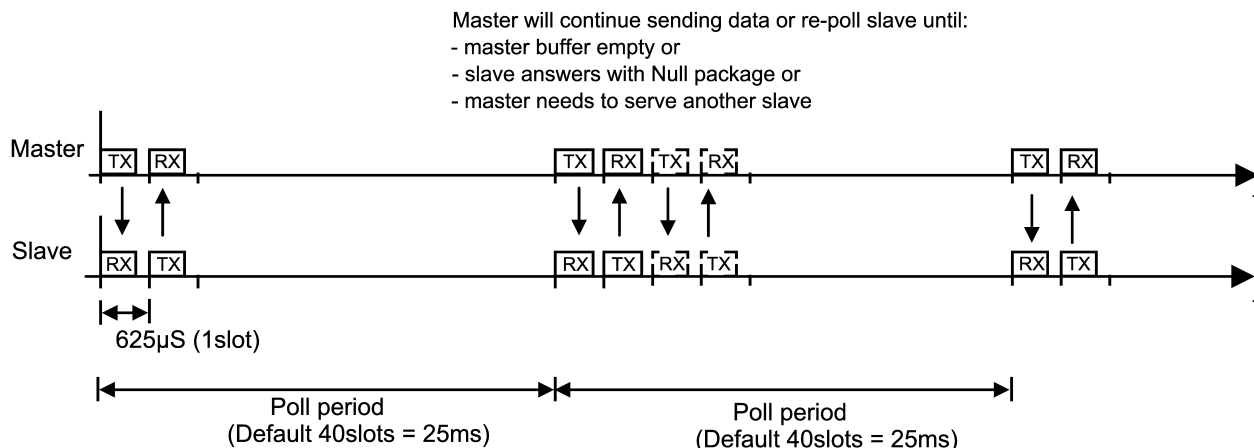 Master will continue sending data or re-poll slave until:
- master buffer empty or
- slave answers with Null package or
- master needs to serve another slave
Master
TX RX TX RX TX RX TX RX
Slave
RX TX RX TX RX TX RX TX
625µS (1slot)
Poll period
(Default 40slots = 25ms)
Poll period
(Default 40slots = 25ms)